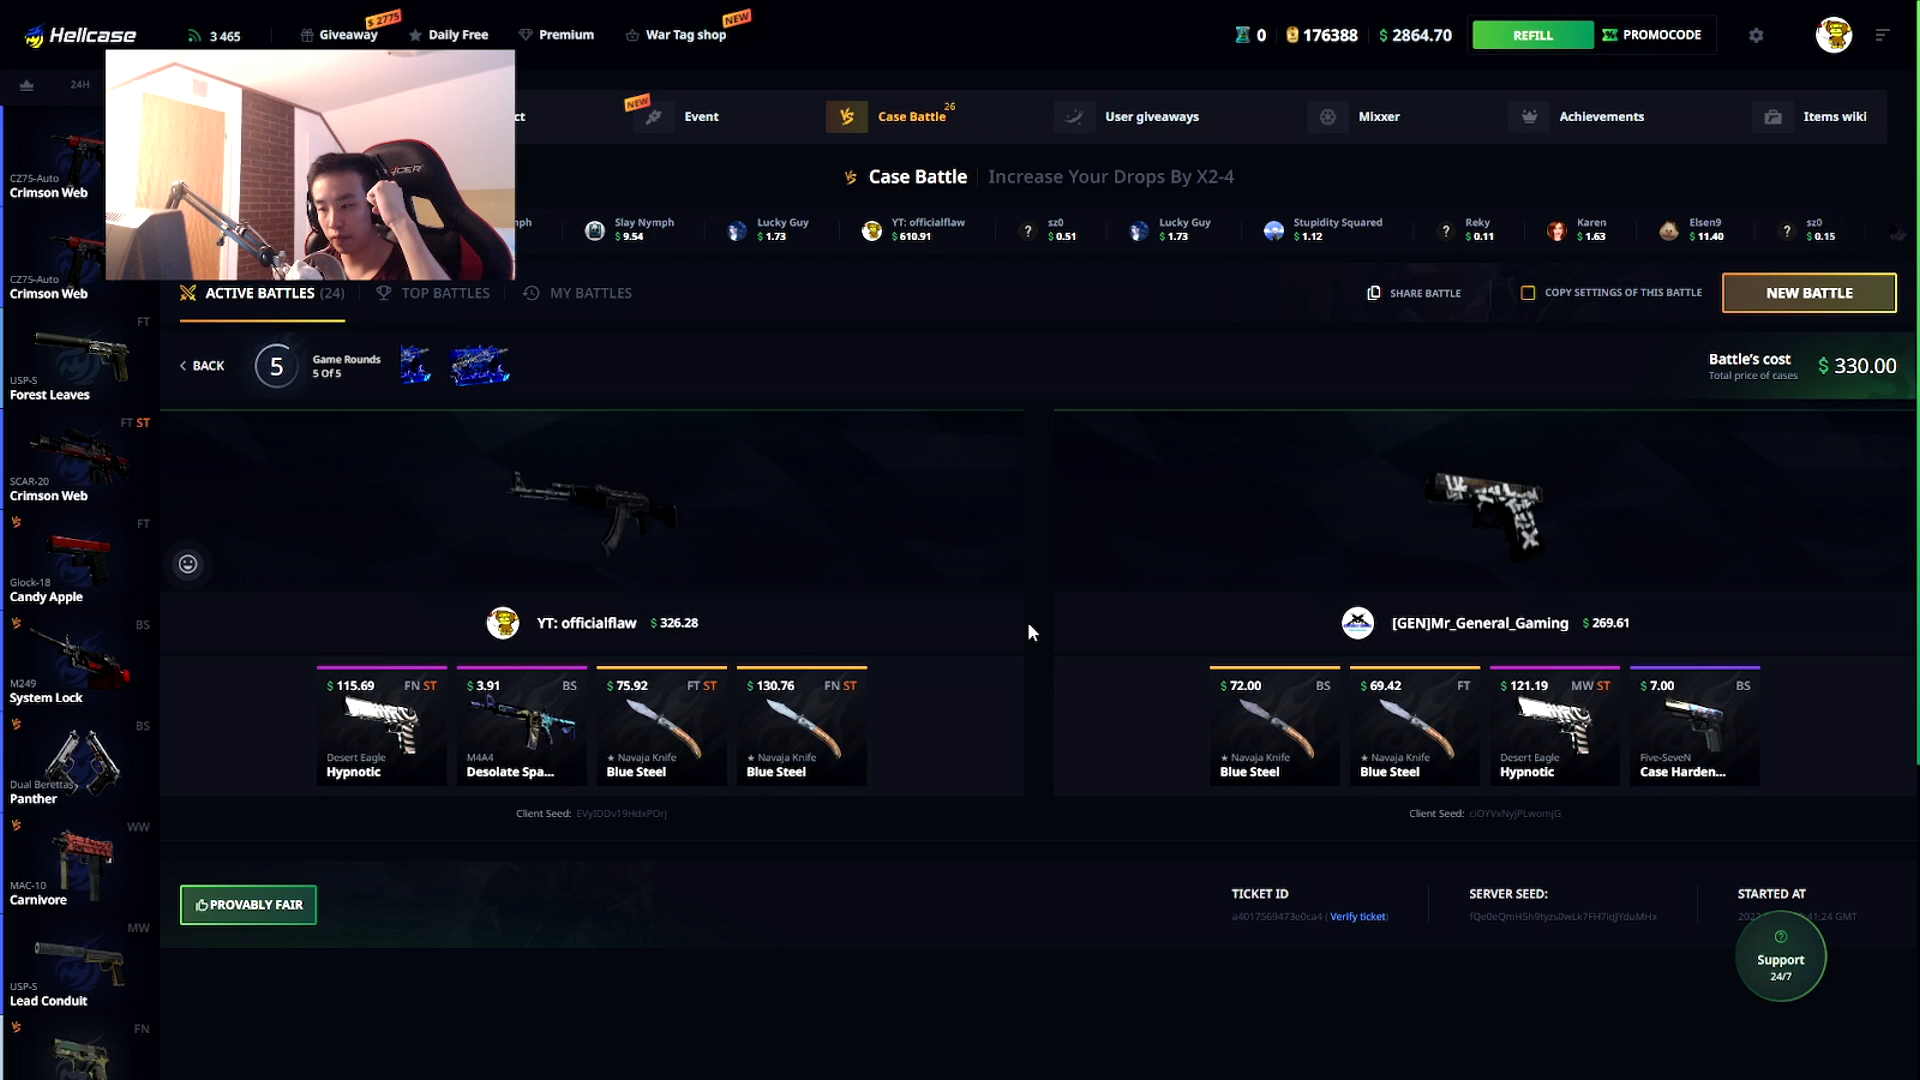 Hellcase
3 465
Giveaway
$ 2775
Daily Free
Premium
War Tag shop
NEW
0
176388
$ 2864.70
REFILL
PROMOCODE
24H
ct
NEW
Event
Case Battle
26
User giveaways
Mixxer
Achievements
Items wiki
Case Battle
Increase Your Drops By X2-4
mph
Slay Nymph
$ 9.54
Lucky Guy
$ 1.73
YT: officialflaw
$ 610.91
sz0
$ 0.51
Lucky Guy
$ 1.73
Stupidity Squared
$ 1.12
Reky
$ 0.11
Karen
$ 1.63
Elsen9
$ 11.40
sz0
$ 0.15
ACTIVE BATTLES (24)
TOP BATTLES
MY BATTLES
SHARE BATTLE
COPY SETTINGS OF THIS BATTLE
NEW BATTLE
BACK
5
Game Rounds
5 Of 5
Battle's cost
Total price of cases
$ 330.00
YT: officialflaw
$ 326.28
[GEN]Mr_General_Gaming
$ 269.61
$ 115.69 FN ST
Desert Eagle
Hypnotic
$ 3.91 BS
M4A4
Desolate Spa...
$ 75.92 FT ST
★ Navaja Knife
Blue Steel
$ 130.76 FN ST
★ Navaja Knife
Blue Steel
$ 72.00 BS
★ Navaja Knife
Blue Steel
$ 69.42 FT
★ Navaja Knife
Blue Steel
$ 121.19 MW ST
Desert Eagle
Hypnotic
$ 7.00 BS
Five-SeveN
Case Harden...
Client Seed: EVyIDDv19HdxPOrj
Client Seed: ciOYVxNyjPLwomjG
PROVABLY FAIR
TICKET ID
a4017569473e0ca4 ( Verify ticket)
SERVER SEED:
STARTED AT
41:24 GMT
Support
24/7
CZ75-Auto
Crimson Web
CZ75-Auto
Crimson Web
FT
USP-S
Forest Leaves
FT ST
SCAR-20
Crimson Web
FT
Glock-18
Candy Apple
BS
M249
System Lock
BS
Dual Berettas
Panther
WW
MAC-10
Carnivore
MW
USP-S
Lead Conduit
FN